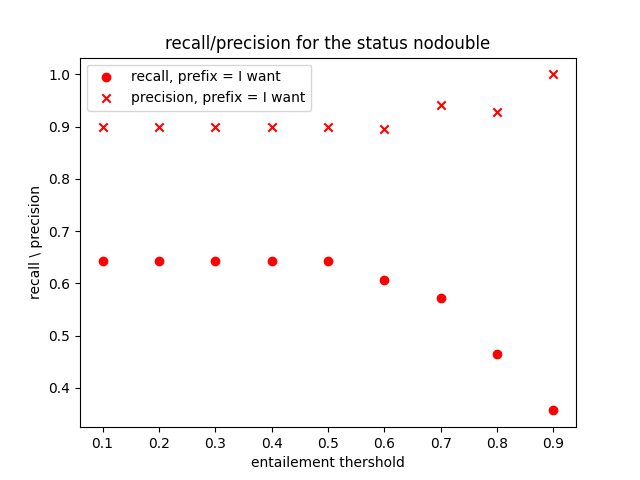 recall/precision for the status nodouble
recall, prefix = I want
precision, prefix = I want
1.0
0.9
0.8
0.7
0.6
0.5
0.4
recall \ precision
0.1 0.2 0.3 0.4 0.5 0.6 0.7 0.8 0.9
entailement thershold